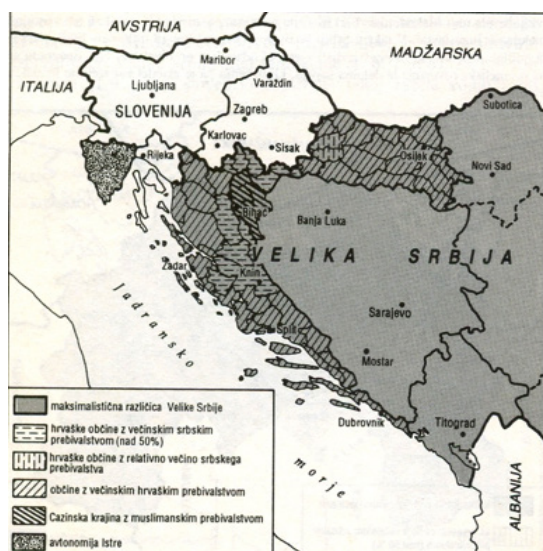 AVSTRIJA
MADŽARSKA
ITALIJA
Maribor
Ljubljana
Varaždin
SLOVENIJA
Zagreb
Subotica
Karlovac
Sisak
Rijeka
Osijek
Novi Sad
Bihać
Banja Luka
VELIKA SRBIJA
Zadar
Knin
Sarajevo
Split
Mostar
Jadransko
Dubrovnik
Titograd
morje
ALBANIJA
maksimalistična različica Velike Srbije
hrvaške občine z večinskim srbskim
prebivalstvom (nad 50%)
hrvaške občine z relativno večino srbskega
prebivalstva
občine z večinskim hrvaškim prebivalstvom
Cazinska krajina z muslimanskim prebivalstvom
avtonomija Istre